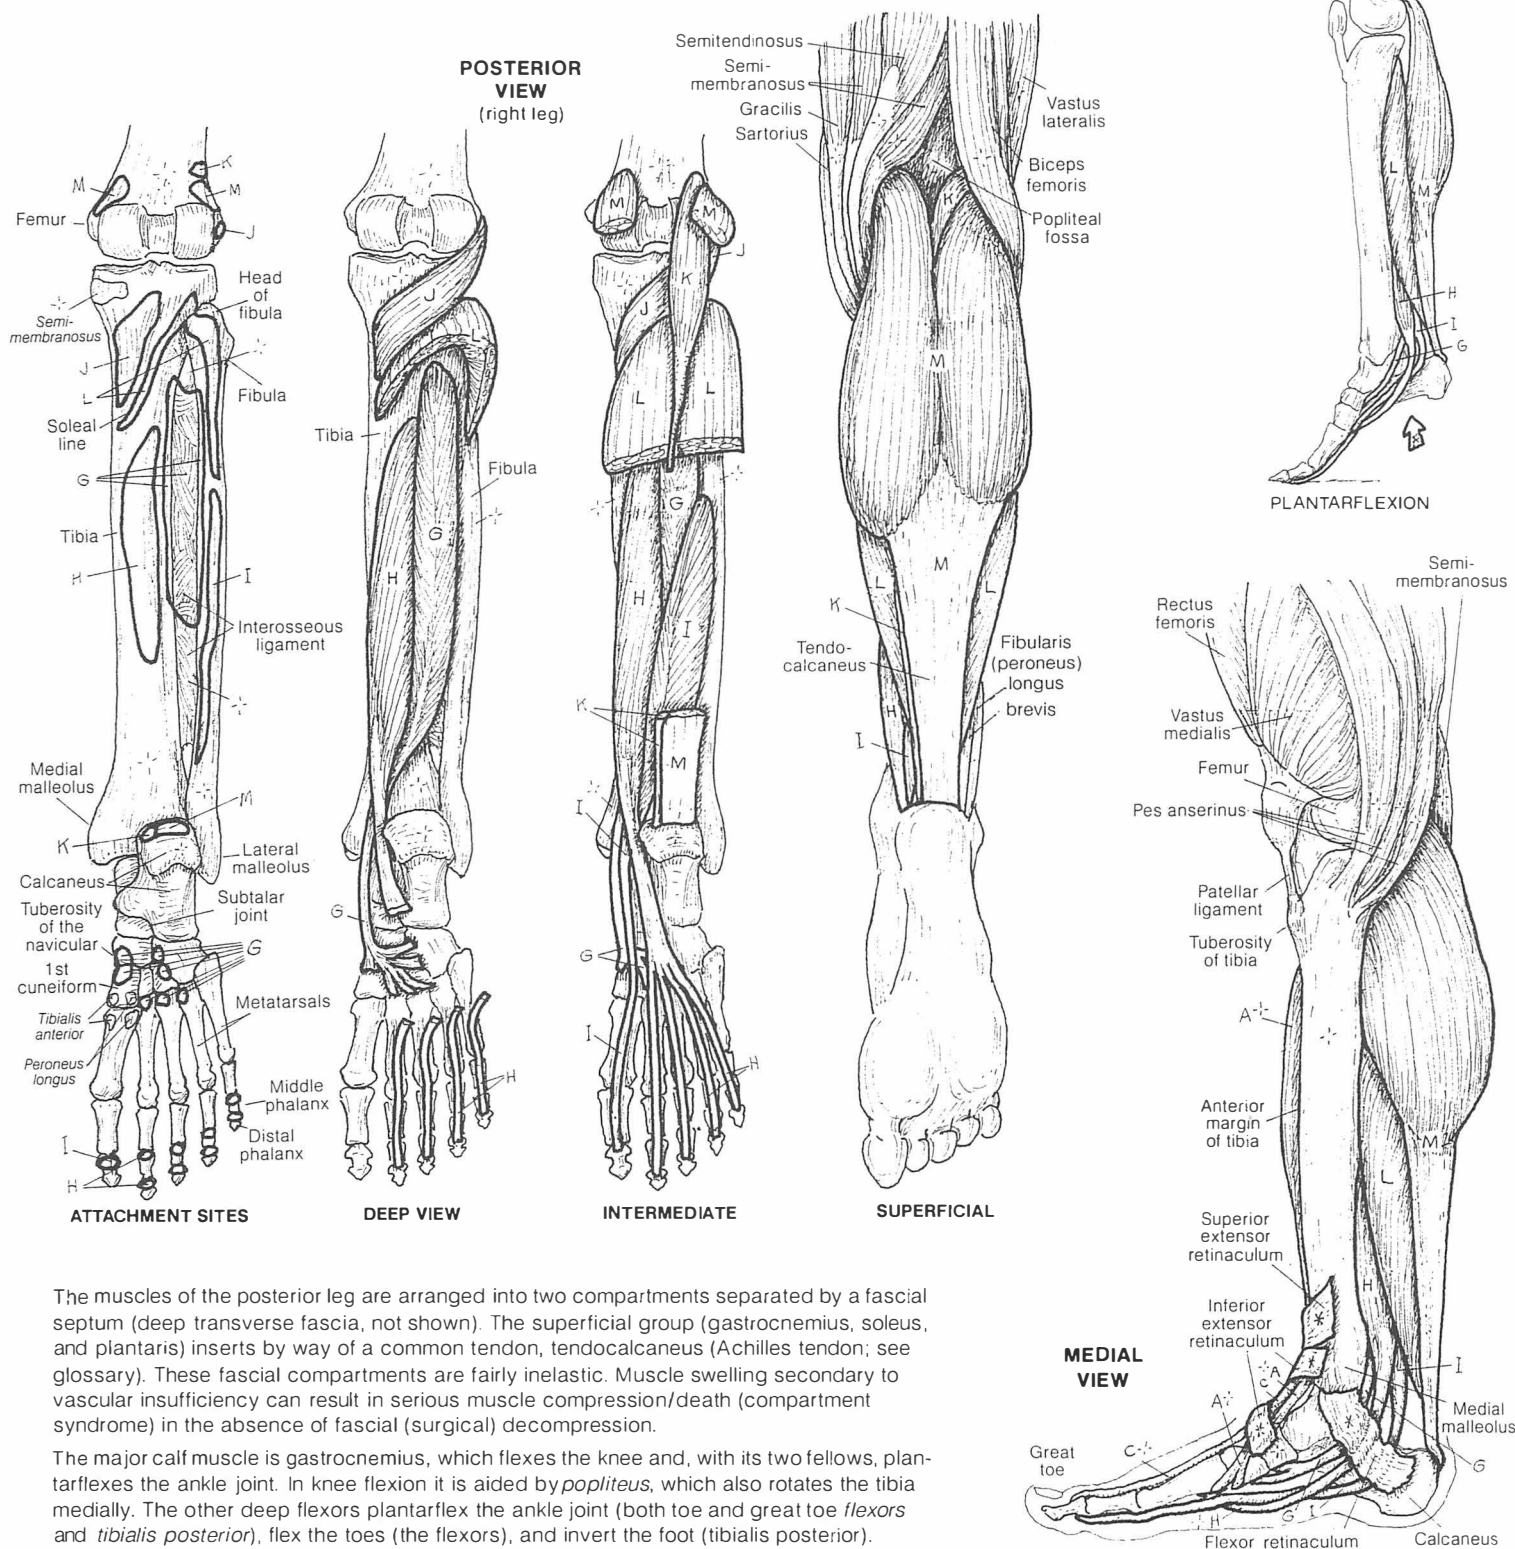 POSTERIOR
VIEW
(right leg)
K
M
M
Femur
J
Head
of
fibula
Semi-
membranosus
J
L
Fibula
Soleal
line
G
Tibia
H
I
Interosseous
ligament
Medial
malleolus
M
K
Lateral
malleolus
Calcaneus
Subtalar
joint
Tuberosity
of the
navicular
G
1st
cuneiform
Metatarsals
Tibialis
anterior
Peroneus
longus
Middle
phalanx
I
Distal
phalanx
H
ATTACHMENT SITES
J
L
Tibia
Fibula
G
H
G
H
DEEP VIEW
M
M
J
K
J
L
L
G
H
I
K
M
I
G
I
H
INTERMEDIATE
Semitendinosus
Semi-
membranosus
Gracilis
Sartorius
Vastus
lateralis
Biceps
femoris
K
Popliteal
fossa
M
M
L
L
K
Tendo-
calcaneus
Fibularis
(peroneus)
longus
brevis
H
I
SUPERFICIAL
L
M
H
I
G
PLANTARFLEXION
Semi-
membranosus
Rectus
femoris
Vastus
medialis
Femur
Pes anserinus
Patellar
ligament
Tuberosity
of tibia
A
Anterior
margin
of tibia
M
L
Superior
extensor
retinaculum
H
Inferior
extensor
retinaculum
MEDIAL
VIEW
I
A
C
A
Medial
malleolus
C
Great
toe
G
H
G
I
Flexor retinaculum
Calcaneus
The muscles of the posterior leg are arranged into two compartments separated by a fascial
septum (deep transverse fascia, not shown). The superficial group (gastrocnemius, soleus,
and plantaris) inserts by way of a common tendon, tendocalcaneus (Achilles tendon; see
glossary). These fascial compartments are fairly inelastic. Muscle swelling secondary to
vascular insufficiency can result in serious muscle compression/death (compartment
syndrome) in the absence of fascial (surgical) decompression.
The major calf muscle is gastrocnemius, which flexes the knee and, with its two fellows, plan-
tarflexes the ankle joint. In knee flexion it is aided by popliteus, which also rotates the tibia
medially. The other deep flexors plantarflex the ankle joint (both toe and great toe flexors
and tibialis posterior), flex the toes (the flexors), and invert the foot (tibialis posterior).